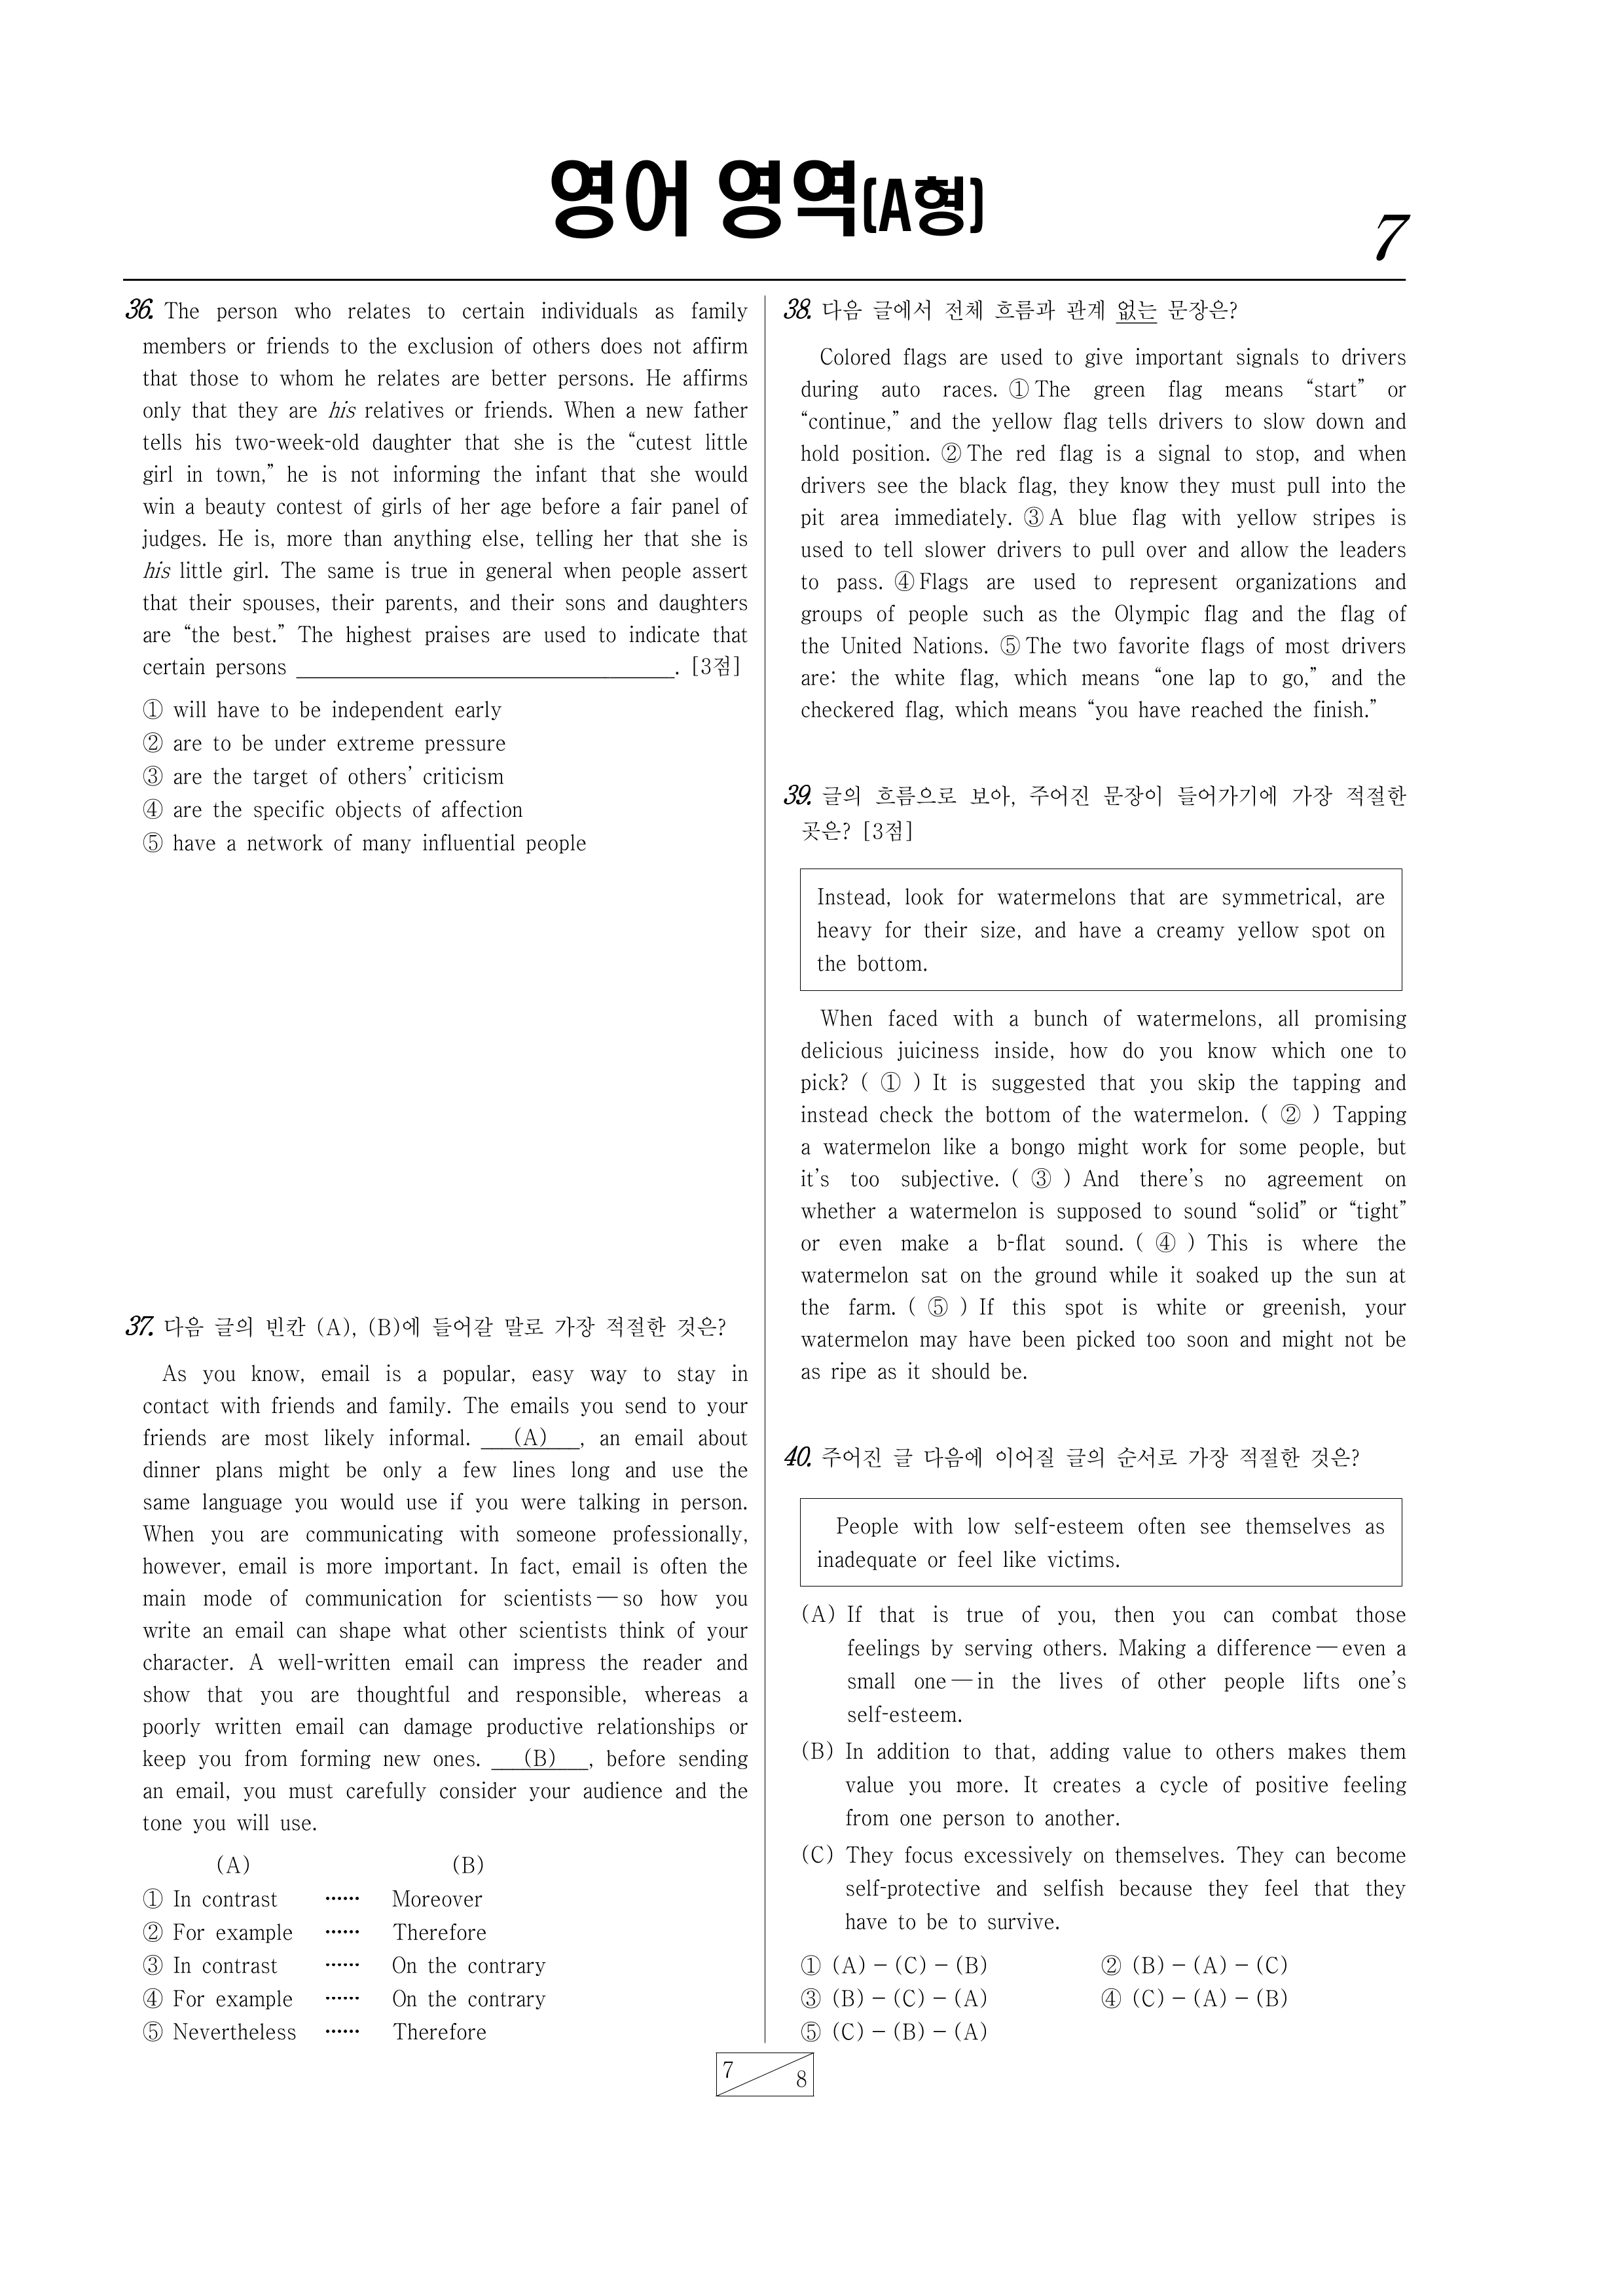 영어 영역(A형)
7
36. The person who relates to certain individuals as family
members or friends to the exclusion of others does not affirm
that those to whom he relates are better persons. He affirms
only that they are his relatives or friends. When a new father
tells his two-week-old daughter that she is the “cutest little
girl in town,” he is not informing the infant that she would
win a beauty contest of girls of her age before a fair panel of
judges. He is, more than anything else, telling her that she is
his little girl. The same is true in general when people assert
that their spouses, their parents, and their sons and daughters
are “the best.” The highest praises are used to indicate that
certain persons ______________________. [3점]
① will have to be independent early
② are to be under extreme pressure
③ are the target of others’ criticism
④ are the specific objects of affection
⑤ have a network of many influential people
37. 다음 글의 빈칸 (A), (B)에 들어갈 말로 가장 적절한 것은?
As you know, email is a popular, easy way to stay in
contact with friends and family. The emails you send to your
friends are most likely informal. (A) , an email about
dinner plans might be only a few lines long and use the
same language you would use if you were talking in person.
When you are communicating with someone professionally,
however, email is more important. In fact, email is often the
main mode of communication for scientists — so how you
write an email can shape what other scientists think of your
character. A well-written email can impress the reader and
show that you are thoughtful and responsible, whereas a
poorly written email can damage productive relationships or
keep you from forming new ones. (B) , before sending
an email, you must carefully consider your audience and the
tone you will use.
(A) (B)
① In contrast …… Moreover
② For example …… Therefore
③ In contrast …… On the contrary
④ For example …… On the contrary
⑤ Nevertheless …… Therefore
38. 다음 글에서 전체 흐름과 관계 없는 문장은?
Colored flags are used to give important signals to drivers
during auto races. ① The green flag means “start” or
“continue,” and the yellow flag tells drivers to slow down and
hold position. ② The red flag is a signal to stop, and when
drivers see the black flag, they know they must pull into the
pit area immediately. ③ A blue flag with yellow stripes is
used to tell slower drivers to pull over and allow the leaders
to pass. ④ Flags are used to represent organizations and
groups of people such as the Olympic flag and the flag of
the United Nations. ⑤ The two favorite flags of most drivers
are: the white flag, which means “one lap to go,” and the
checkered flag, which means “you have reached the finish.”
39. 글의 흐름으로 보아, 주어진 문장이 들어가기에 가장 적절한
곳은? [3점]
Instead, look for watermelons that are symmetrical, are
heavy for their size, and have a creamy yellow spot on
the bottom.
When faced with a bunch of watermelons, all promising
delicious juiciness inside, how do you know which one to
pick? ( ① ) It is suggested that you skip the tapping and
instead check the bottom of the watermelon. ( ② ) Tapping
a watermelon like a bongo might work for some people, but
it’s too subjective. ( ③ ) And there’s no agreement on
whether a watermelon is supposed to sound “solid” or “tight”
or even make a b-flat sound. ( ④ ) This is where the
watermelon sat on the ground while it soaked up the sun at
the farm. ( ⑤ ) If this spot is white or greenish, your
watermelon may have been picked too soon and might not be
as ripe as it should be.
40. 주어진 글 다음에 이어질 글의 순서로 가장 적절한 것은?
People with low self-esteem often see themselves as
inadequate or feel like victims.
(A) If that is true of you, then you can combat those
feelings by serving others. Making a difference — even a
small one — in the lives of other people lifts one’s
self-esteem.
(B) In addition to that, adding value to others makes them
value you more. It creates a cycle of positive feeling
from one person to another.
(C) They focus excessively on themselves. They can become
self-protective and selfish because they feel that they
have to be to survive.
① (A) - (C) - (B) ② (B) - (A) - (C)
③ (B) - (C) - (A) ④ (C) - (A) - (B)
⑤ (C) - (B) - (A)
7 8